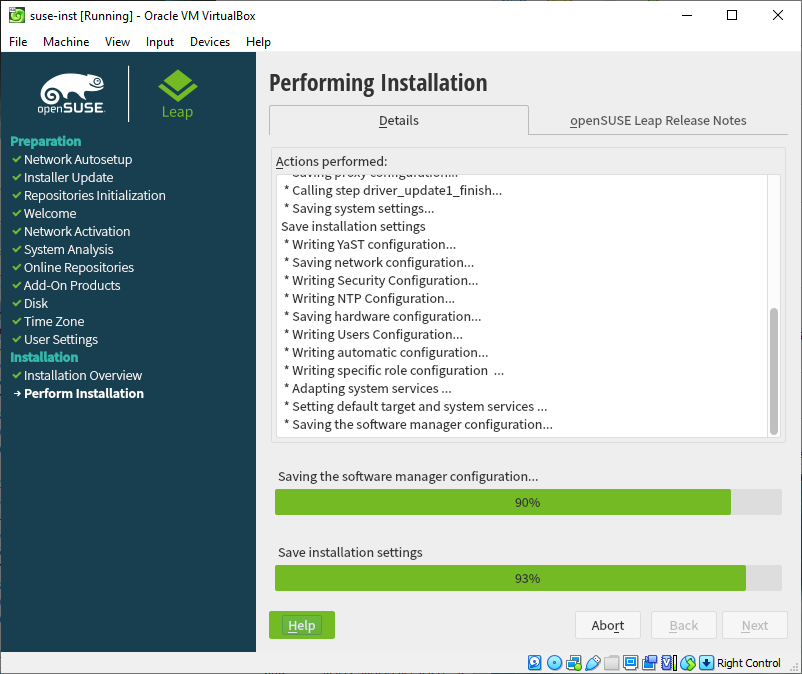 suse-inst [Running] - Oracle VM VirtualBox
File Machine View Input Devices Help
openSUSE
Leap
Preparation
Network Autosetup
Installer Update
Repositories Initialization
Welcome
Network Activation
System Analysis
Online Repositories
Add-On Products
Disk
Time Zone
User Settings
Installation
Installation Overview
Perform Installation
Performing Installation
Details
openSUSE Leap Release Notes
Actions performed:
* Saving proxy configuration...
* Calling step driver_update1_finish...
* Saving system settings...
Save installation settings
* Writing YaST configuration...
* Saving network configuration...
* Writing Security Configuration...
* Writing NTP Configuration...
* Saving hardware configuration...
* Writing Users Configuration...
* Writing automatic configuration...
* Writing specific role configuration ...
* Adapting system services ...
* Setting default target and system services ...
* Saving the software manager configuration...
Saving the software manager configuration...
90%
Save installation settings
93%
Help
Abort
Back
Next
Right Control